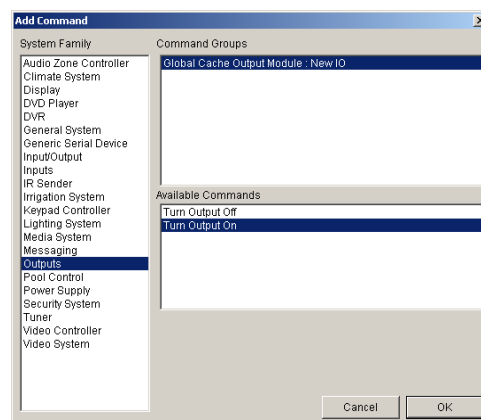 Add Command
System Family
Audio Zone Controller
Climate System
Display
DVD Player
DVR
General System
Generic Serial Device
Input/Output
Inputs
IR Sender
Irrigation System
Keypad Controller
Lighting System
Media System
Messaging
Outputs
Pool Control
Power Supply
Security System
Tuner
Video Controller
Video System
Command Groups
Global Cache Output Module : New IO
Available Commands
Turn Output Off
Turn Output On
Cancel
OK